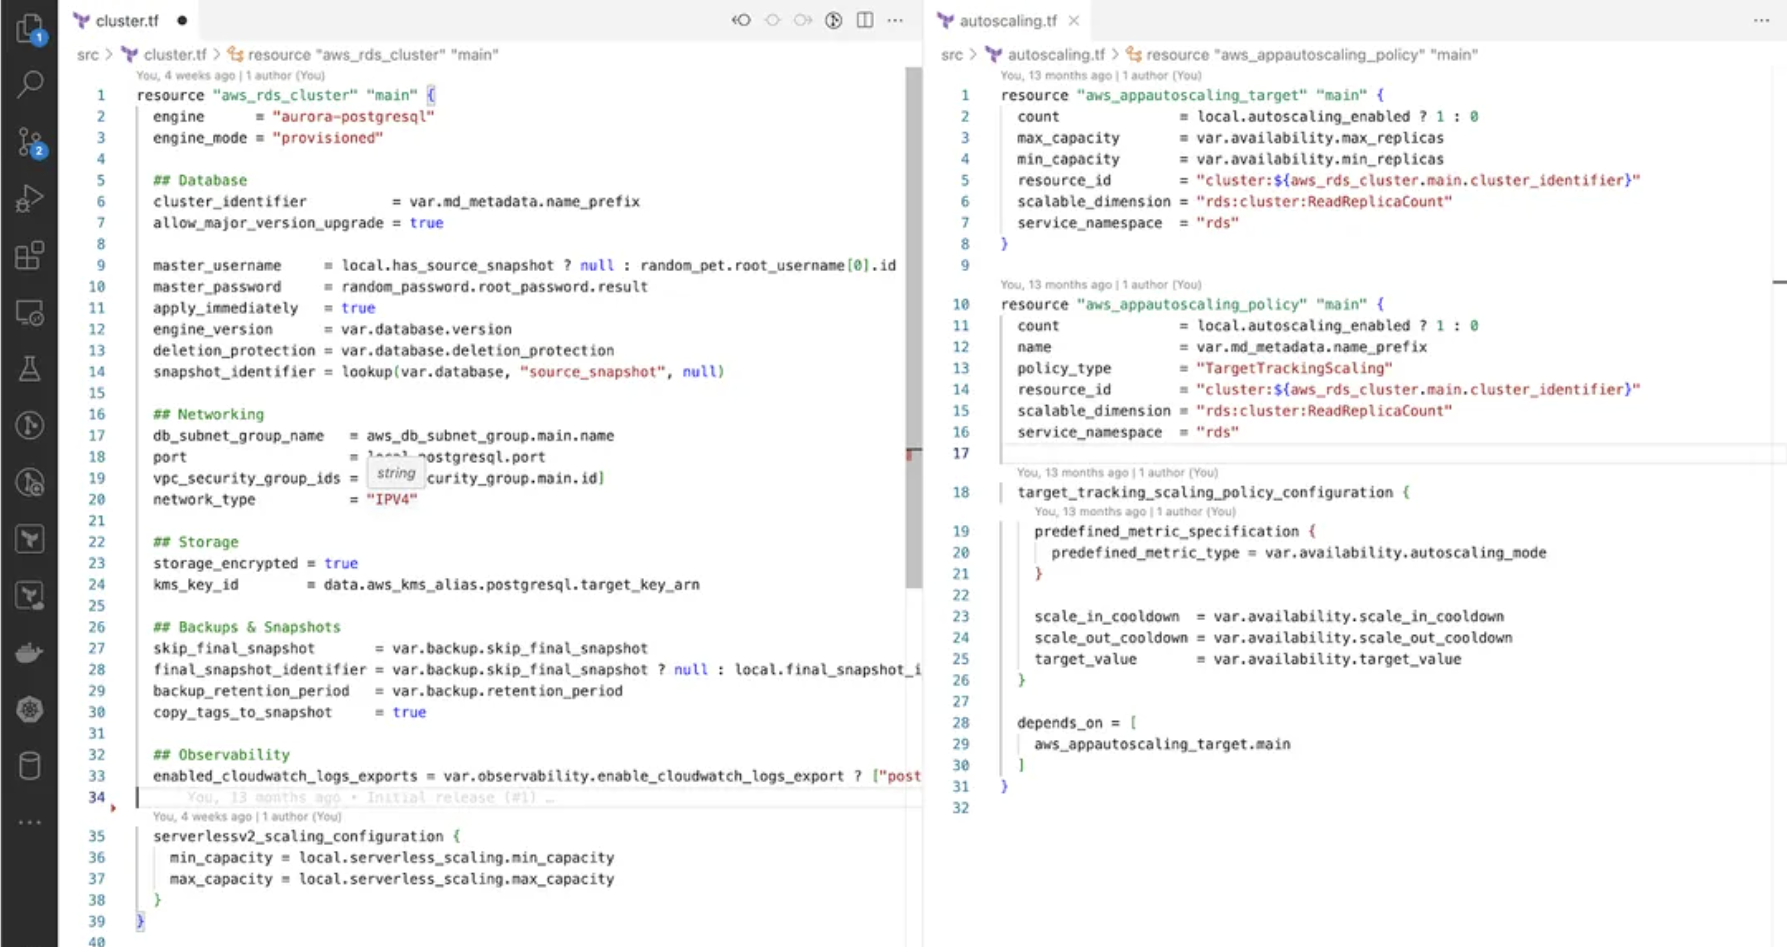 cluster.tf
src > cluster.tf > resource "aws_rds_cluster" "main"
You, 4 weeks ago | 1 author (You)
1 resource "aws_rds_cluster" "main" {
2 engine = "aurora-postgresql"
3 engine_mode = "provisioned"
4
5 ## Database
6 cluster_identifier = var.md_metadata.name_prefix
7 allow_major_version_upgrade = true
8
9 master_username = local.has_source_snapshot ? null : random_pet.root_username[0].id
10 master_password = random_password.root_password.result
11 apply_immediately = true
12 engine_version = var.database.version
13 deletion_protection = var.database.deletion_protection
14 snapshot_identifier = lookup(var.database, "source_snapshot", null)
15
16 ## Networking
17 db_subnet_group_name = aws_db_subnet_group.main.name
18 port = local.postgresql.port
string
19 vpc_security_group_ids = curity_group.main.id]
20 network_type = "IPV4"
21
22 ## Storage
23 storage_encrypted = true
24 kms_key_id = data.aws_kms_alias.postgresql.target_key_arn
25
26 ## Backups & Snapshots
27 skip_final_snapshot = var.backup.skip_final_snapshot
28 final_snapshot_identifier = var.backup.skip_final_snapshot ? null : local.final_snapshot_i
29 backup_retention_period = var.backup.retention_period
30 copy_tags_to_snapshot = true
31
32 ## Observability
33 enabled_cloudwatch_logs_exports = var.observability.enable_cloudwatch_logs_export ? ["post
34 You, 13 months ago • Initial release (#1) …
You, 4 weeks ago | 1 author (You)
35 serverlessv2_scaling_configuration {
36 min_capacity = local.serverless_scaling.min_capacity
37 max_capacity = local.serverless_scaling.max_capacity
38 }
39 }
40
1
2
autoscaling.tf
src > autoscaling.tf > resource "aws_appautoscaling_policy" "main"
You, 13 months ago | 1 author (You)
1 resource "aws_appautoscaling_target" "main" {
2 count = local.autoscaling_enabled ? 1 : 0
3 max_capacity = var.availability.max_replicas
4 min_capacity = var.availability.min_replicas
5 resource_id = "cluster:${aws_rds_cluster.main.cluster_identifier}"
6 scalable_dimension = "rds:cluster:ReadReplicaCount"
7 service_namespace = "rds"
8 }
9
You, 13 months ago | 1 author (You)
10 resource "aws_appautoscaling_policy" "main" {
11 count = local.autoscaling_enabled ? 1 : 0
12 name = var.md_metadata.name_prefix
13 policy_type = "TargetTrackingScaling"
14 resource_id = "cluster:${aws_rds_cluster.main.cluster_identifier}"
15 scalable_dimension = "rds:cluster:ReadReplicaCount"
16 service_namespace = "rds"
17
You, 13 months ago | 1 author (You)
18 target_tracking_scaling_policy_configuration {
You, 13 months ago | 1 author (You)
19 predefined_metric_specification {
20 predefined_metric_type = var.availability.autoscaling_mode
21 }
22
23 scale_in_cooldown = var.availability.scale_in_cooldown
24 scale_out_cooldown = var.availability.scale_out_cooldown
25 target_value = var.availability.target_value
26 }
27
28 depends_on = [
29 aws_appautoscaling_target.main
30 ]
31 }
32